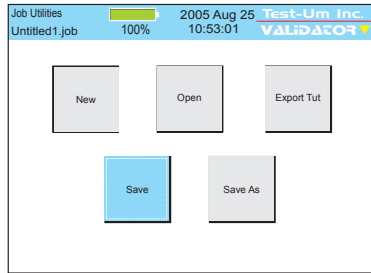 Job Utilities 2005 Aug 25 Test-Um Inc.
Untitled1.job 100% 10:53:01 VALiDATOR
New Open Export Tut
Save Save As